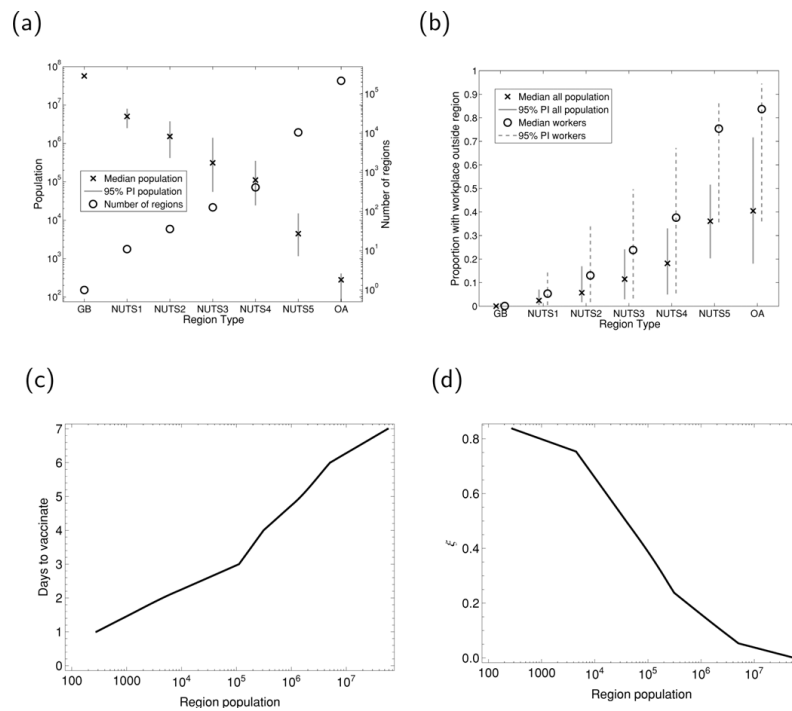 (a)
10^8
10^7
10^6
10^5
10^4
10^3
10^2
Population
Median population
95% PI population
Number of regions
10^5
10^4
10^3
10^2
10^1
10^0
Number of regions
GB NUTS1 NUTS2 NUTS3 NUTS4 NUTS5 OA
Region Type
(b)
1
0.9
0.8
0.7
0.6
0.5
0.4
0.3
0.2
0.1
0
Proportion with workplace outside region
Median all population
95% PI all population
Median workers
95% PI workers
GB NUTS1 NUTS2 NUTS3 NUTS4 NUTS5 OA
Region Type
(c)
7
6
5
4
3
2
1
0
Days to vaccinate
100 1000 10^4 10^5 10^6 10^7
Region population
(d)
0.8
0.6
0.4
0.2
0.0
ξ
100 1000 10^4 10^5 10^6 10^7
Region population